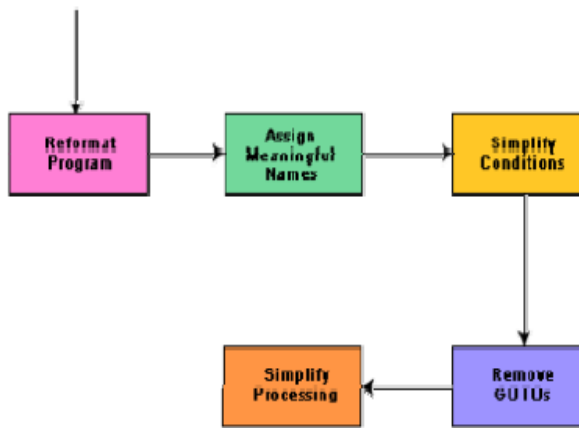 Reformat
Program
Assign
Meaningful
Names
Simplify
Conditions
Simplify
Processing
Remove
GOTOs